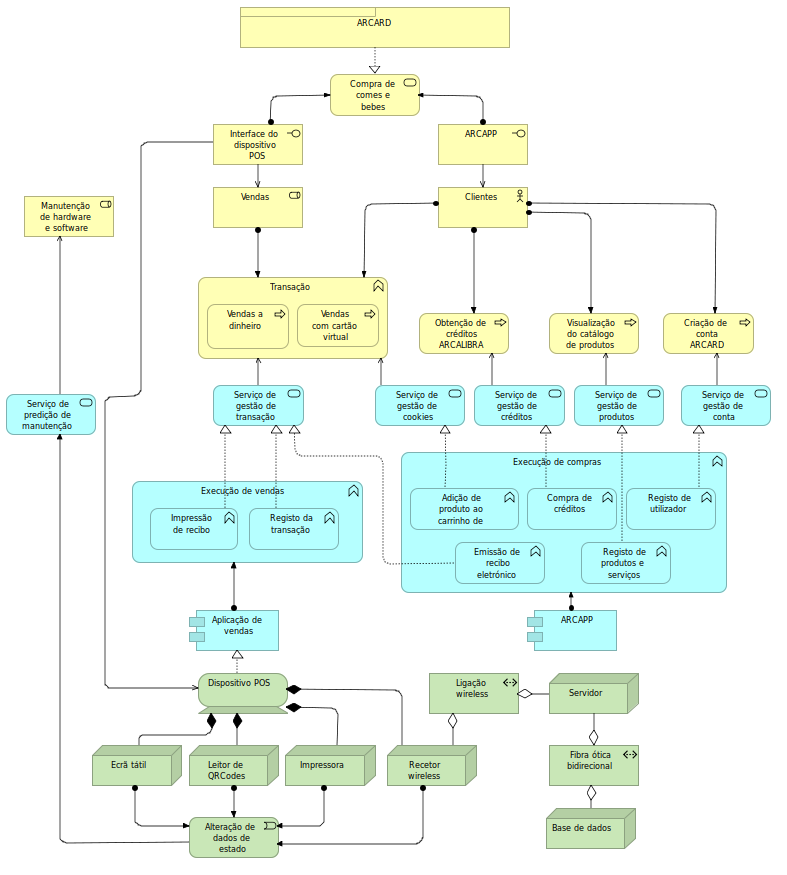 ARCARD
Compra de
comes e
bebes
Interface do
dispositivo
POS
ARCAPP
Manutenção
de hardware
e software
Vendas
Clientes
Transação
Vendas a
dinheiro
Vendas
com cartão
virtual
Obtenção de
créditos
ARCALIBRA
Visualização
do catálogo
de produtos
Criação de
conta
ARCARD
Serviço de
predição de
manutenção
Serviço de
gestão de
transação
Serviço de
gestão de
cookies
Serviço de
gestão de
créditos
Serviço de
gestão de
produtos
Serviço de
gestão de
conta
Execução de vendas
Impressão
de recibo
Registo da
transação
Execução de compras
Adição de
produto ao
carrinho de
Compra de
créditos
Registo de
utilizador
Emissão de
recibo
eletrónico
Registo de
produtos e
serviços
Aplicação de
vendas
ARCAPP
Dispositivo POS
Ligação
wireless
Servidor
Ecrã tátil
Leitor de
QRCodes
Impressora
Recetor
wireless
Fibra ótica
bidirecional
Alteração de
dados de
estado
Base de dados